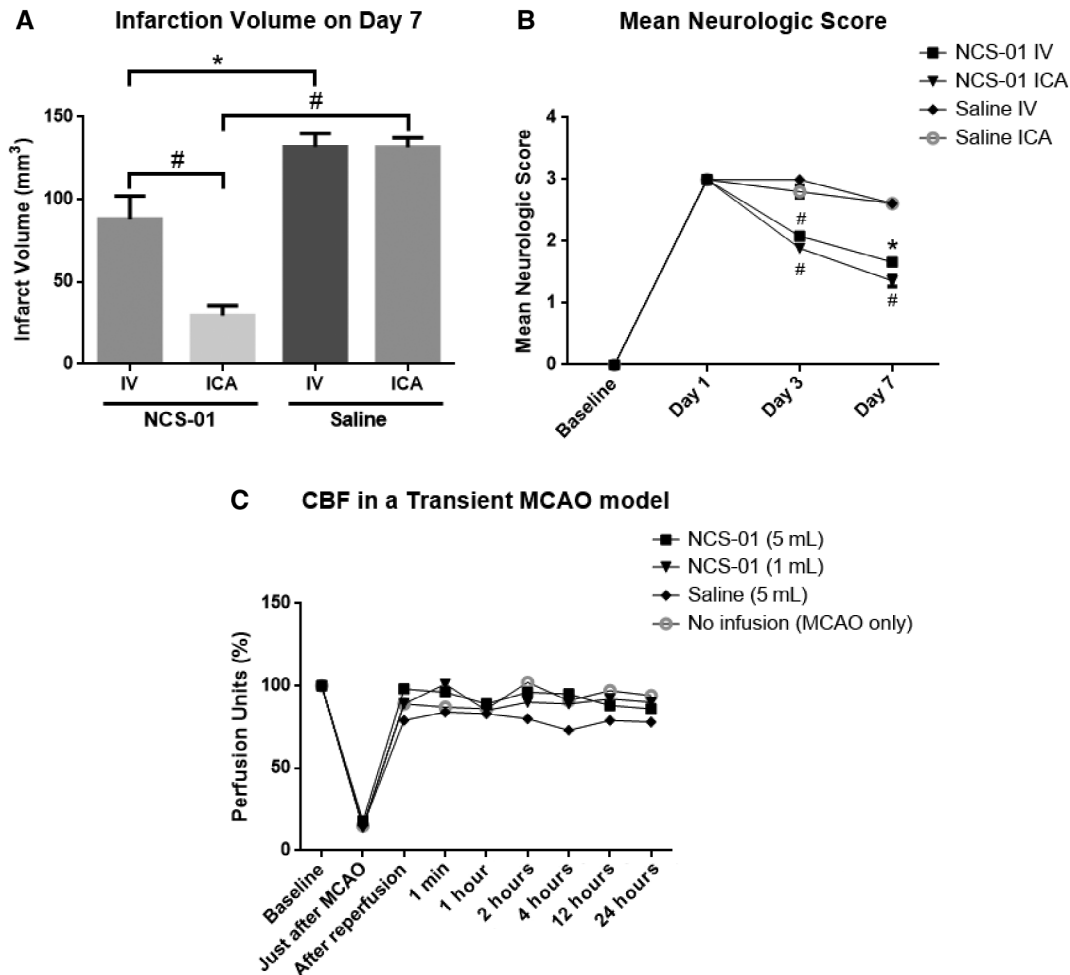 A Infarction Volume on Day 7
* 
#
#
Infarct Volume (mm³)
150
100
50
0
IV ICA IV ICA
NCS-01 Saline
B Mean Neurologic Score
NCS-01 IV
NCS-01 ICA
Saline IV
Saline ICA
Mean Neurologic Score
4
3
2
1
0
#
#
*
#
Baseline Day 1 Day 3 Day 7
C CBF in a Transient MCAO model
NCS-01 (5 mL)
NCS-01 (1 mL)
Saline (5 mL)
No infusion (MCAO only)
Perfusion Units (%)
150
100
50
0
Baseline
Just after MCAO
After reperfusion
1 min
1 hour
2 hours
4 hours
12 hours
24 hours